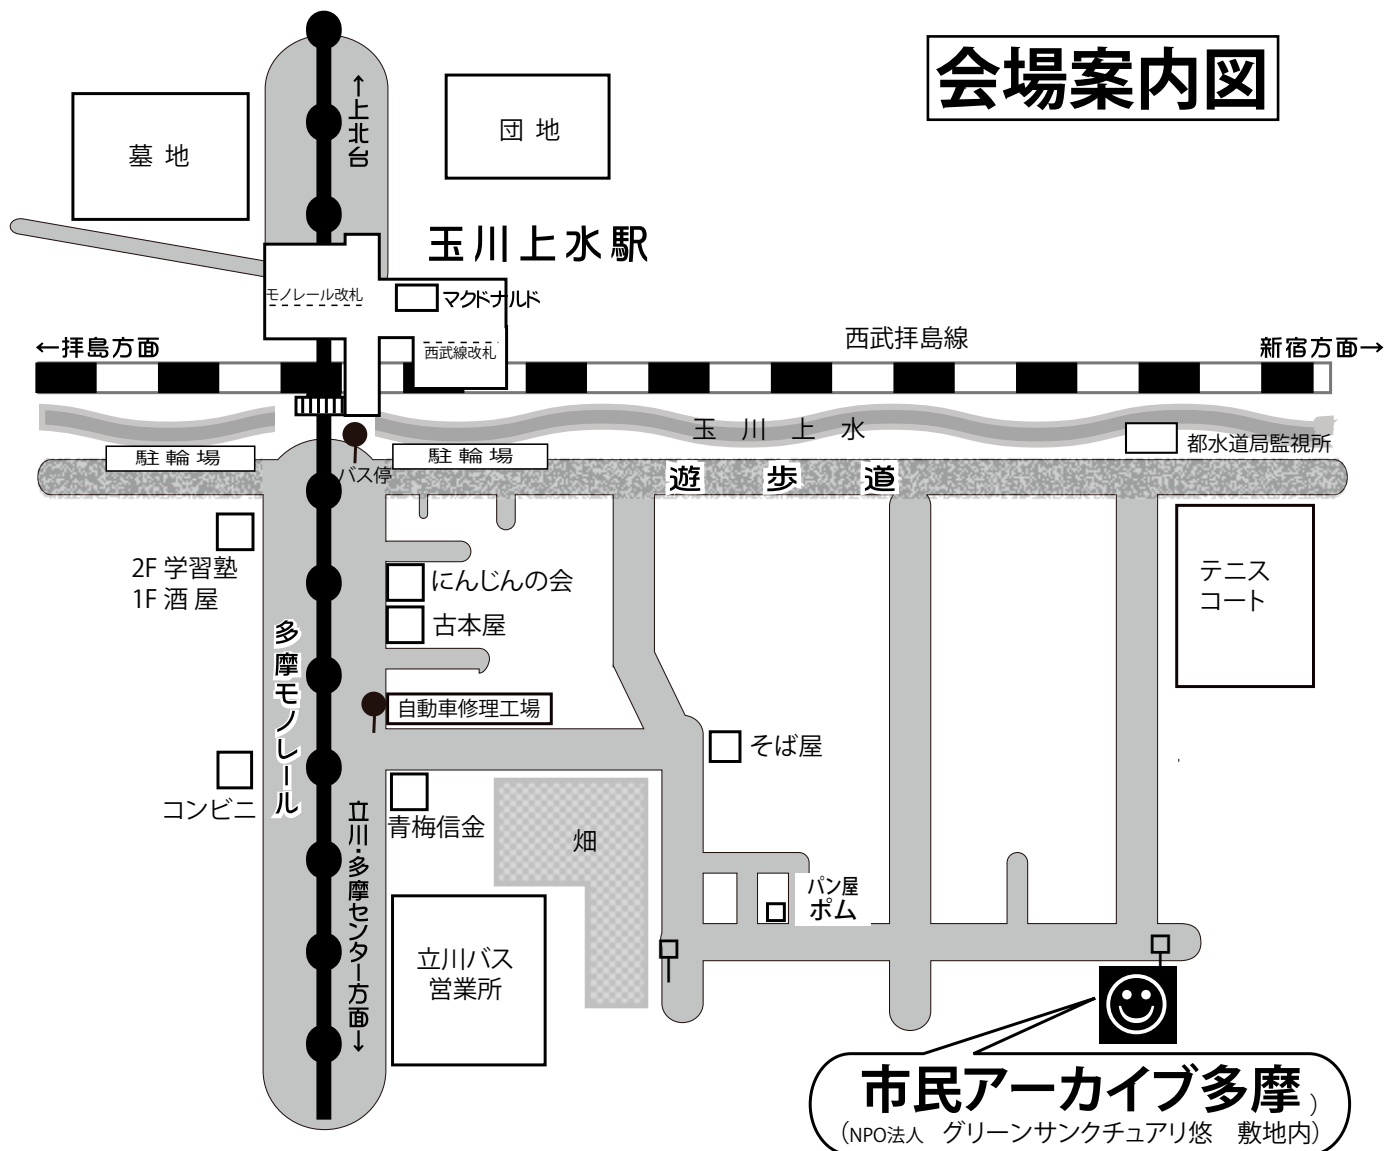 会場案内図
←上北台
団 地
墓 地
玉川上水駅
モノレール改札
マクドナルド
西武線改札
西武拝島線
←拝島方面
新宿方面→
玉 川 上 水
都水道局監視所
駐輪場
駐輪場
バス停
遊 歩 道
2F 学習塾
1F 酒 屋
にんじんの会
古本屋
テニス
コート
多摩モノレール
自動車修理工場
そば屋
コンビニ
青梅信金
畑
立川・多摩センター方面→
パン屋
ポム
立川バス
営業所
市民アーカイブ多摩)
(NPO法人 グリーンサンクチュアリ悠 敷地内)